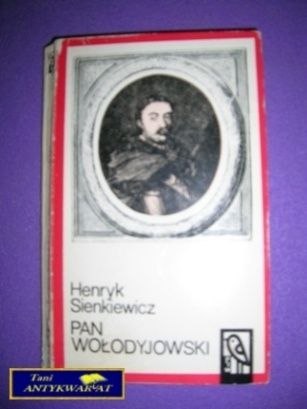 Henryk
Sienkiewicz
PAN
WOŁODYJOWSKI
Tani
ANTYKWARIAT